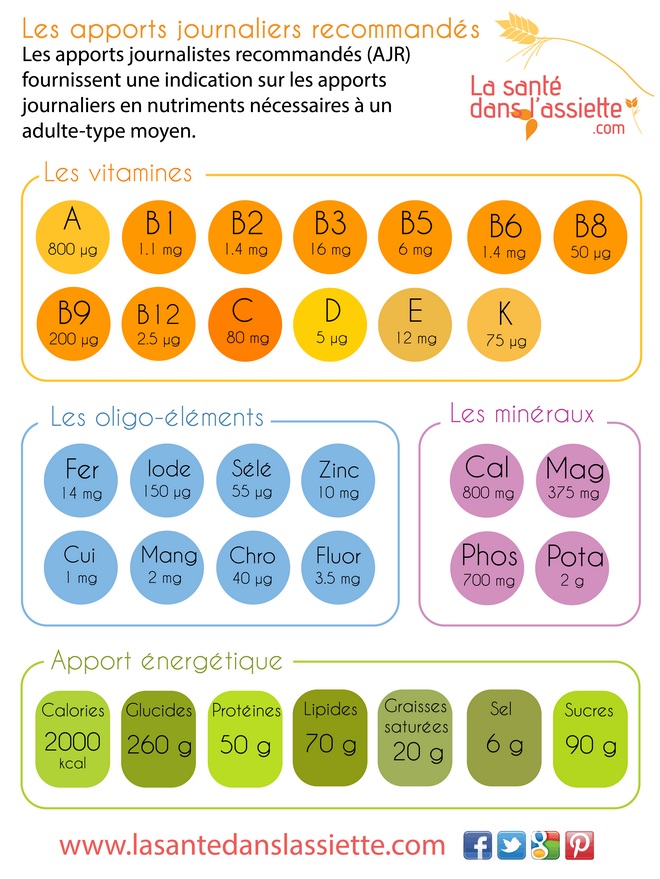 Les apports journaliers recommandés
Les apports journalistes recommandés (AJR)
fournissent une indication sur les apports
journaliers en nutriments nécessaires à un
adulte-type moyen.
La santé
dans l'assiette
.com
Les vitamines
A
800 µg
B1
1.1 mg
B2
1.4 mg
B3
16 mg
B5
6 mg
B6
1.4 mg
B8
50 µg
B9
200 µg
B12
2.5 µg
C
80 mg
D
5 µg
E
12 mg
K
75 µg
Les oligo-éléments
Fer
14 mg
Iode
150 µg
Sélé
55 µg
Zinc
10 mg
Cui
1 mg
Mang
2 mg
Chro
40 µg
Fluor
3.5 mg
Les minéraux
Cal
800 mg
Mag
375 mg
Phos
700 mg
Pota
2 g
Apport énergétique
Calories
2000
kcal
Glucides
260 g
Protéines
50 g
Lipides
70 g
Graisses
saturées
20 g
Sel
6 g
Sucres
90 g
www.lasantedanslassiette.com